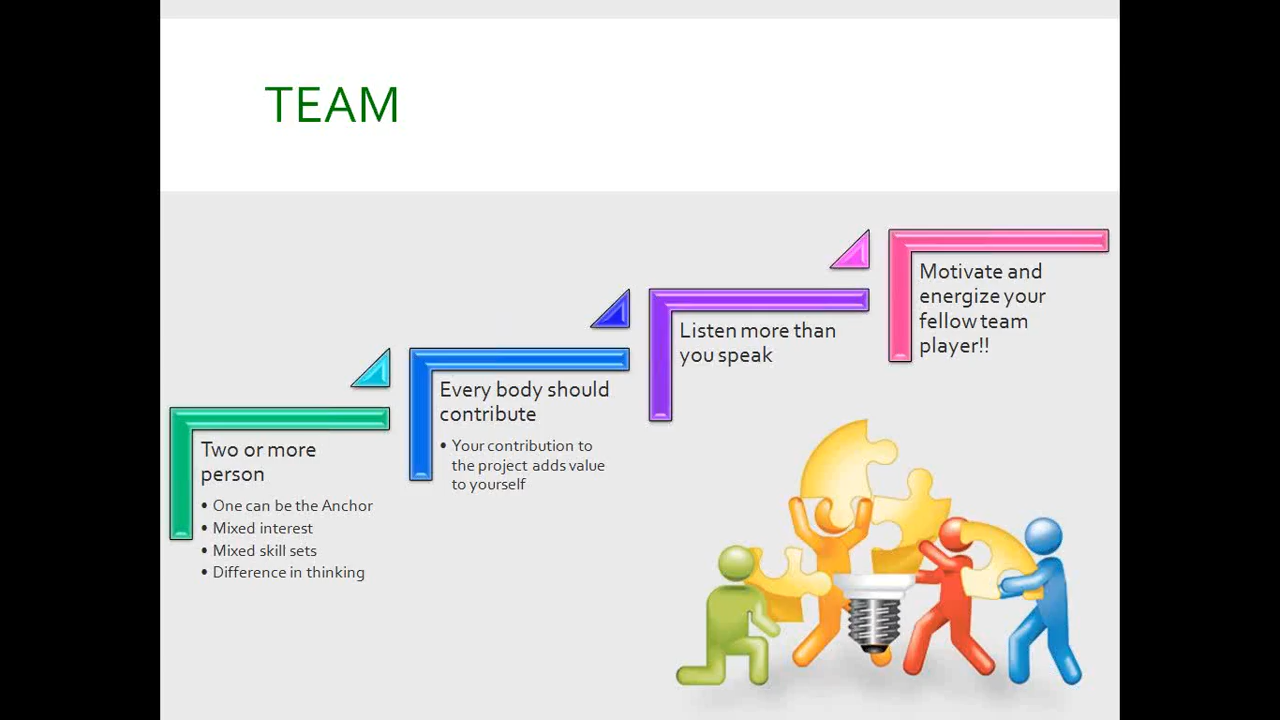 TEAM
Two or more
person
• One can be the Anchor
• Mixed interest
• Mixed skill sets
• Difference in thinking
Every body should
contribute
• Your contribution to
the project adds value
to yourself
Listen more than
you speak
Motivate and
energize your
fellow team
player!!